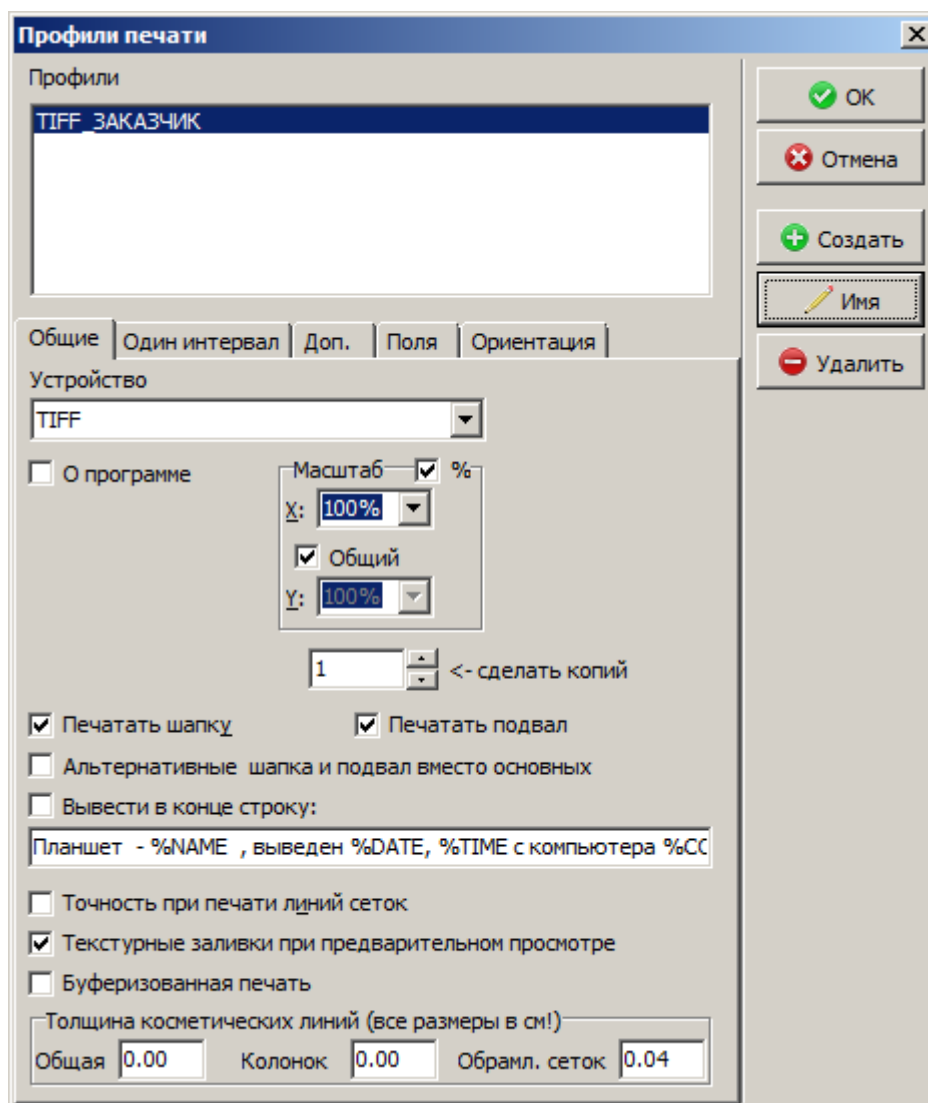 Профили печати
Профили
TIFF_ЗАКАЗЧИК
OK
Отмена
Создать
Имя
Удалить
Общие Один интервал Доп. Поля Ориентация
Устройство
TIFF
О программе
Масштаб %
X: 100%
Общий
Y: 100%
1 <- сделать копий
Печатать шапку Печатать подвал
Альтернативные шапка и подвал вместо основных
Вывести в конце строку:
Планшет - %NAME , выведен %DATE, %TIME с компьютера %CC
Точность при печати линий сеток
Текстурные заливки при предварительном просмотре
Буферизованная печать
Толщина косметических линий (все размеры в см!)
Общая 0.00 Колонок 0.00 Обрамл. сеток 0.04